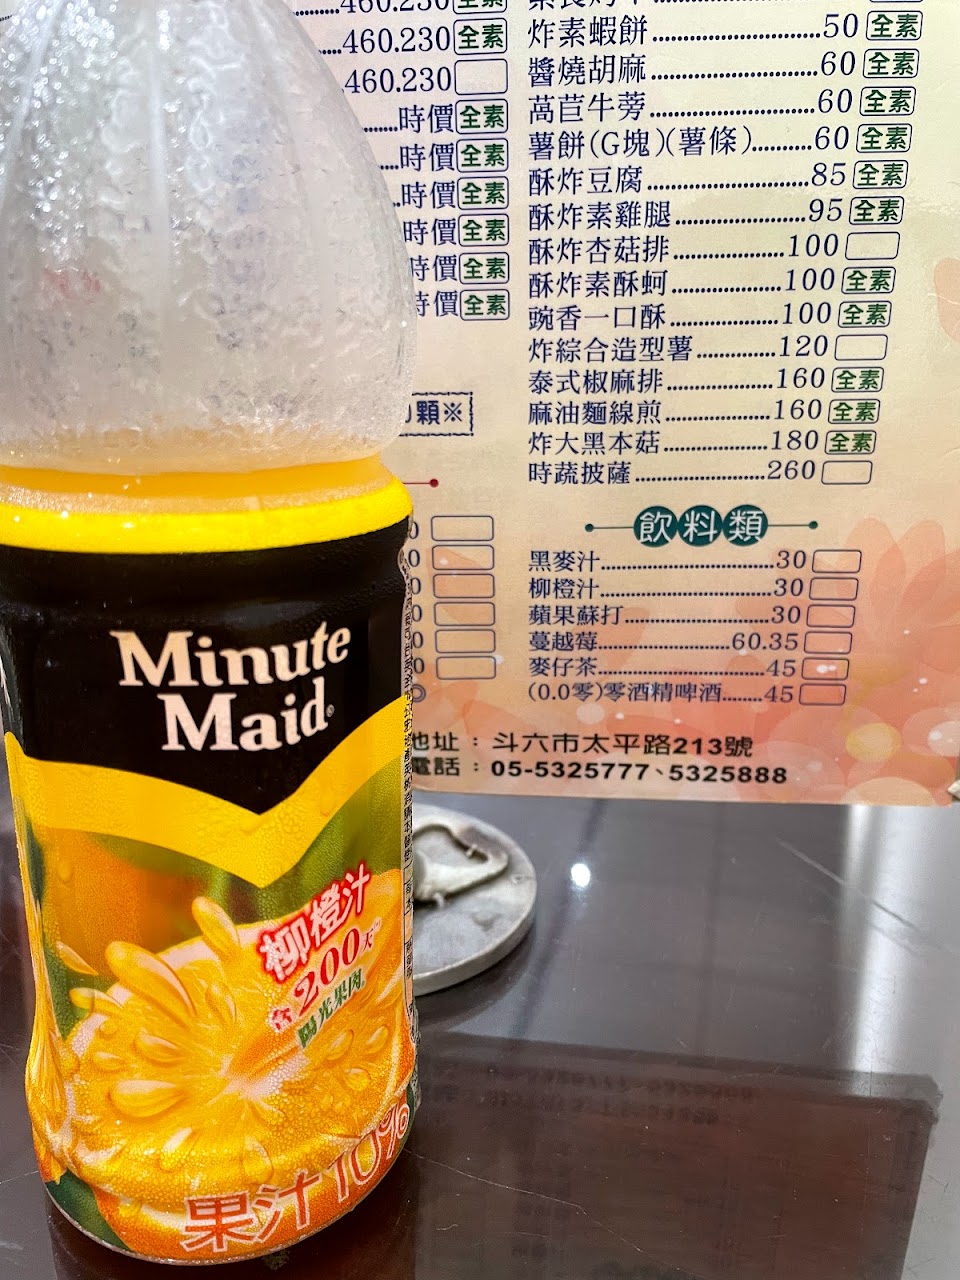 460.230 全素
460.230 全素
460.230
時價 全素
時價 全素
時價 全素
時價 全素
時價 全素
時價 全素
顆※
炸素蝦餅 50 全素
醬燒胡麻 60 全素
萵苣牛蒡 60 全素
薯餅(G塊)(薯條) 60 全素
酥炸豆腐 85 全素
酥炸素雞腿 95 全素
酥炸杏菇排 100
酥炸素酥蚵 100 全素
豌香一口酥 100 全素
炸綜合造型薯 120
泰式椒麻排 160 全素
麻油麵線煎 160 全素
炸大黑本菇 180 全素
時蔬披薩 260
飲料類
黑麥汁 30
柳橙汁 30
蘋果蘇打 30
蔓越莓 60.35
麥仔茶 45
(0.0零)零酒精啤酒 45
地址：斗六市太平路213號
電話：05-5325777、5325888
Minute
Maid®
柳橙汁
含200天
陽光果肉
果汁10%